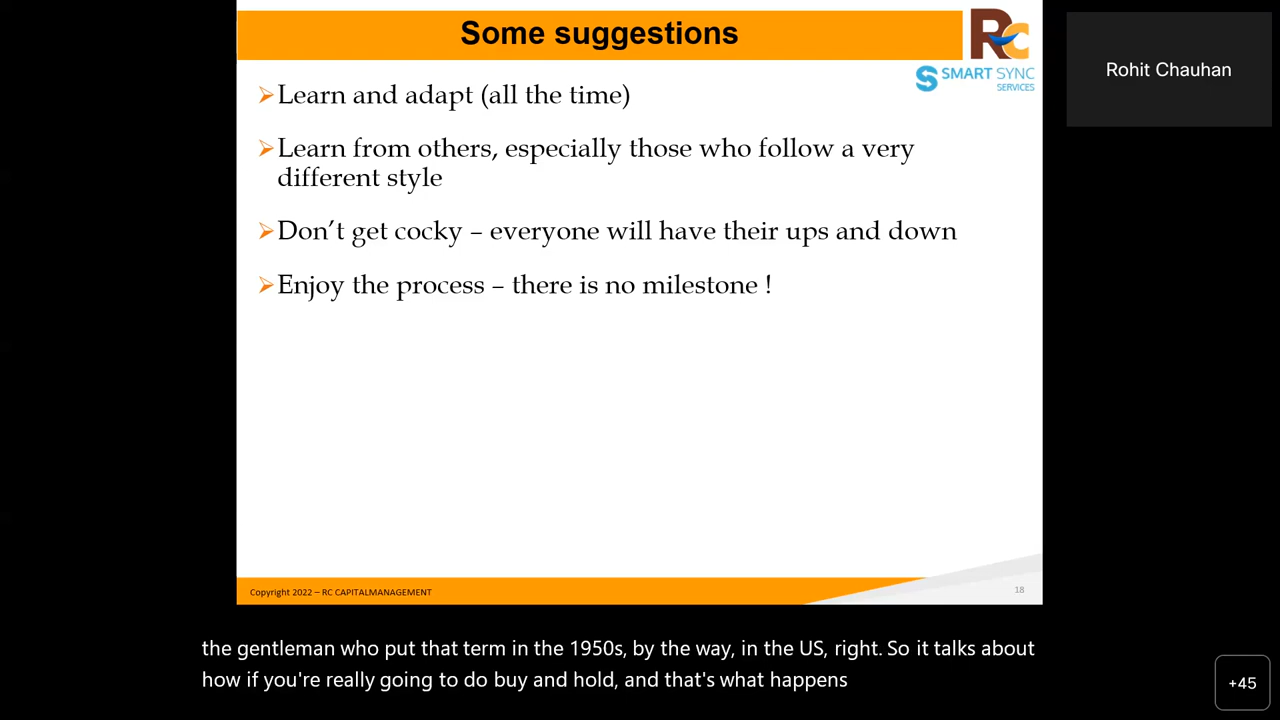 Some suggestions
RC
SMART SYNC
SERVICES
Rohit Chauhan
Learn and adapt (all the time)
Learn from others, especially those who follow a very
different style
Don’t get cocky – everyone will have their ups and down
Enjoy the process – there is no milestone !
Copyright 2022 – RC CAPITALMANAGEMENT
18
the gentleman who put that term in the 1950s, by the way, in the US, right. So it talks about
how if you're really going to do buy and hold, and that's what happens
+45